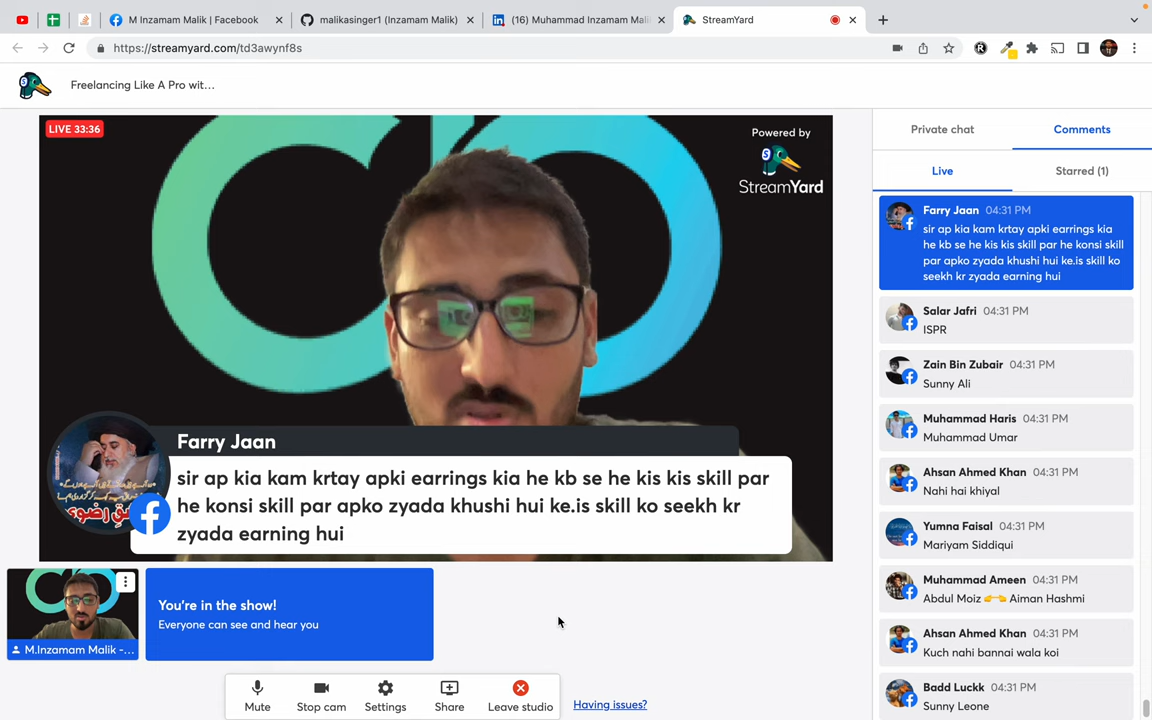 M Inzamam Malik | Facebook
malikasinger1 (Inzamam Malik)
(16) Muhammad Inzamam Mali
StreamYard
https://streamyard.com/td3awynf8s
Freelancing Like A Pro wit...
LIVE 33:36
Powered by
StreamYard
Farry Jaan
sir ap kia kam krtay apki earrings kia he kb se he kis kis skill par
he konsi skill par apko zyada khushi hui ke.is skill ko seekh kr
zyada earning hui
You're in the show!
Everyone can see and hear you
M.Inzamam Malik -...
Mute
Stop cam
Settings
Share
Leave studio
Having issues?
Private chat
Comments
Live
Starred (1)
Farry Jaan 04:31 PM
sir ap kia kam krtay apki earrings kia
he kb se he kis kis skill par he konsi skill
par apko zyada khushi hui ke.is skill ko
seekh kr zyada earning hui
Salar Jafri 04:31 PM
ISPR
Zain Bin Zubair 04:31 PM
Sunny Ali
Muhammad Haris 04:31 PM
Muhammad Umar
Ahsan Ahmed Khan 04:31 PM
Nahi hai khiyal
Yumna Faisal 04:31 PM
Mariyam Siddiqui
Muhammad Ameen 04:31 PM
Abdul Moiz 🫱🫲 Aiman Hashmi
Ahsan Ahmed Khan 04:31 PM
Kuch nahi bannai wala koi
Badd Luckk 04:31 PM
Sunny Leone